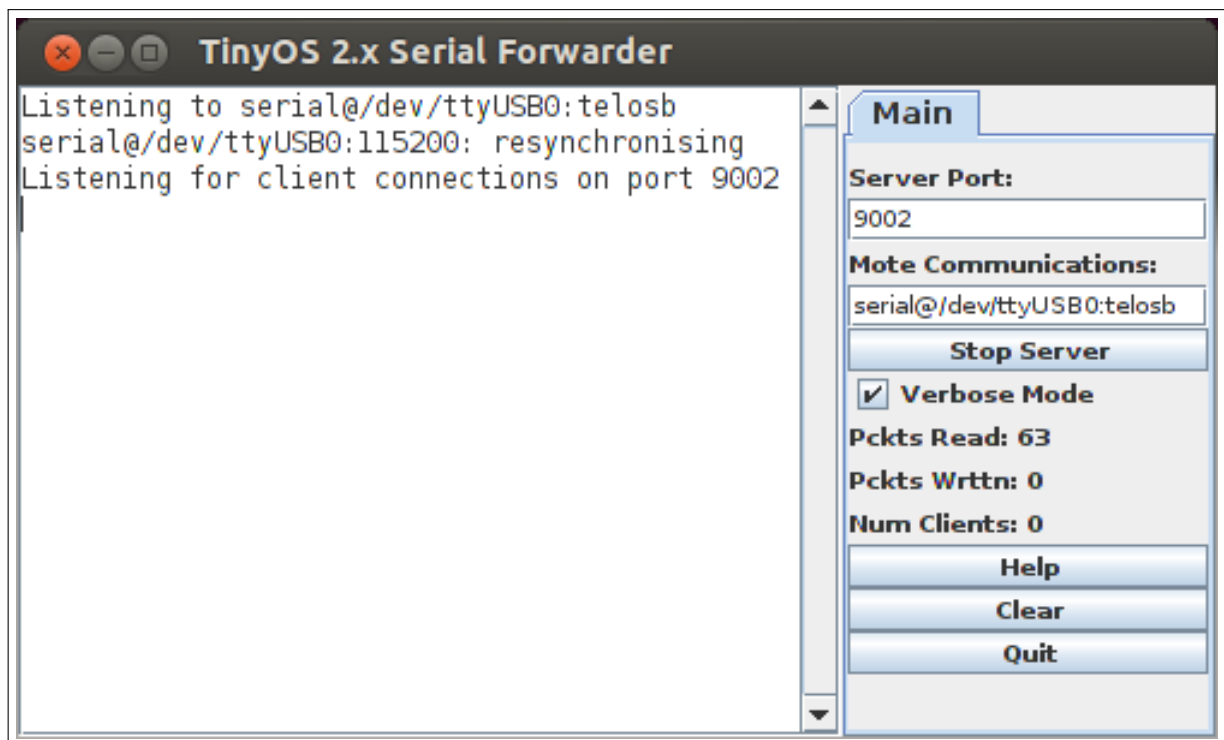 TinyOS 2.x Serial Forwarder
Listening to serial@/dev/ttyUSB0:telosb
serial@/dev/ttyUSB0:115200: resynchronising
Listening for client connections on port 9002
Main
Server Port:
9002
Mote Communications:
serial@/dev/ttyUSB0:telosb
Stop Server
Verbose Mode
Pckts Read: 63
Pckts Wrttn: 0
Num Clients: 0
Help
Clear
Quit